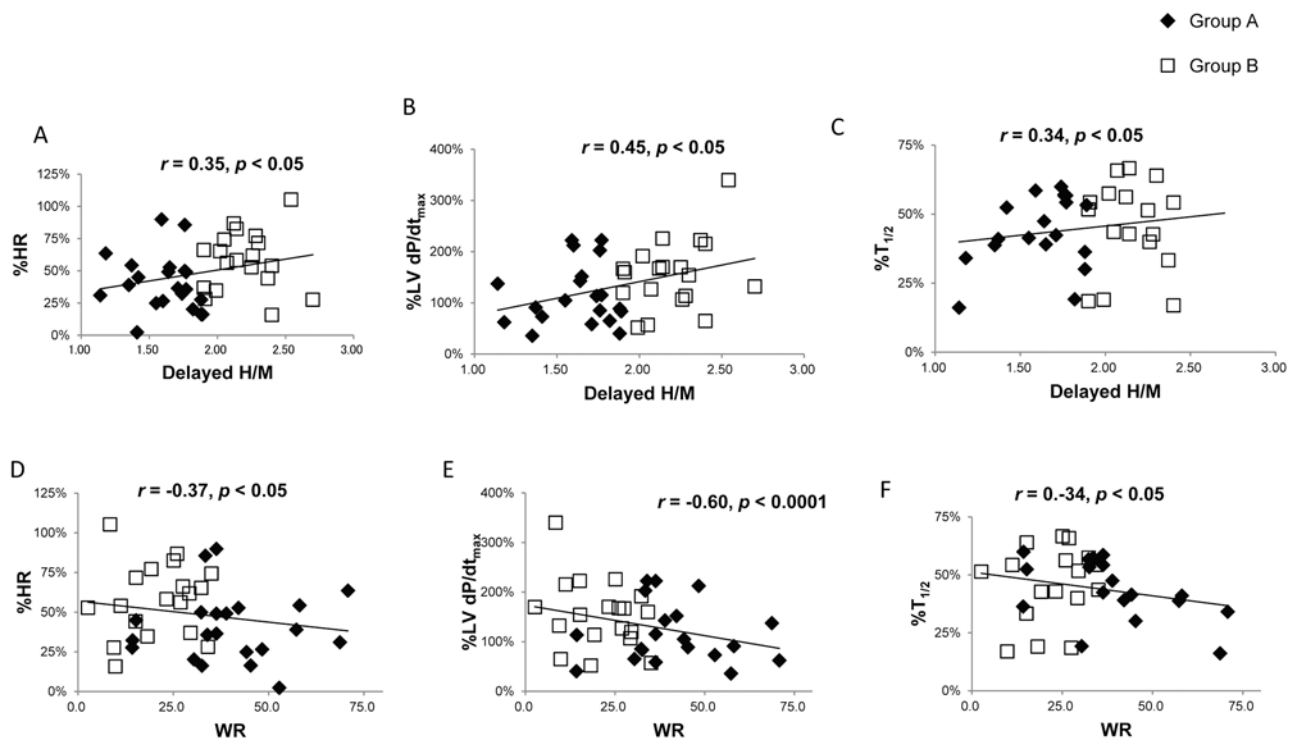 Group A
Group B
A
r = 0.35, p < 0.05
%HR
125%
100%
75%
50%
25%
0%
1.00
1.50
2.00
2.50
3.00
Delayed H/M
B
r = 0.45, p < 0.05
%LV dP/dtmax
400%
300%
200%
100%
0%
1.00
1.50
2.00
2.50
3.00
Delayed H/M
C
r = 0.34, p < 0.05
%T1/2
75%
50%
25%
0%
1.00
1.50
2.00
2.50
3.00
Delayed H/M
D
r = -0.37, p < 0.05
%HR
125%
100%
75%
50%
25%
0%
0.0
25.0
50.0
75.0
WR
E
r = -0.60, p < 0.0001
%LV dP/dtmax
400%
300%
200%
100%
0%
0.0
25.0
50.0
75.0
WR
F
r = 0.-34, p < 0.05
%T1/2
75%
50%
25%
0%
0.0
25.0
50.0
75.0
WR